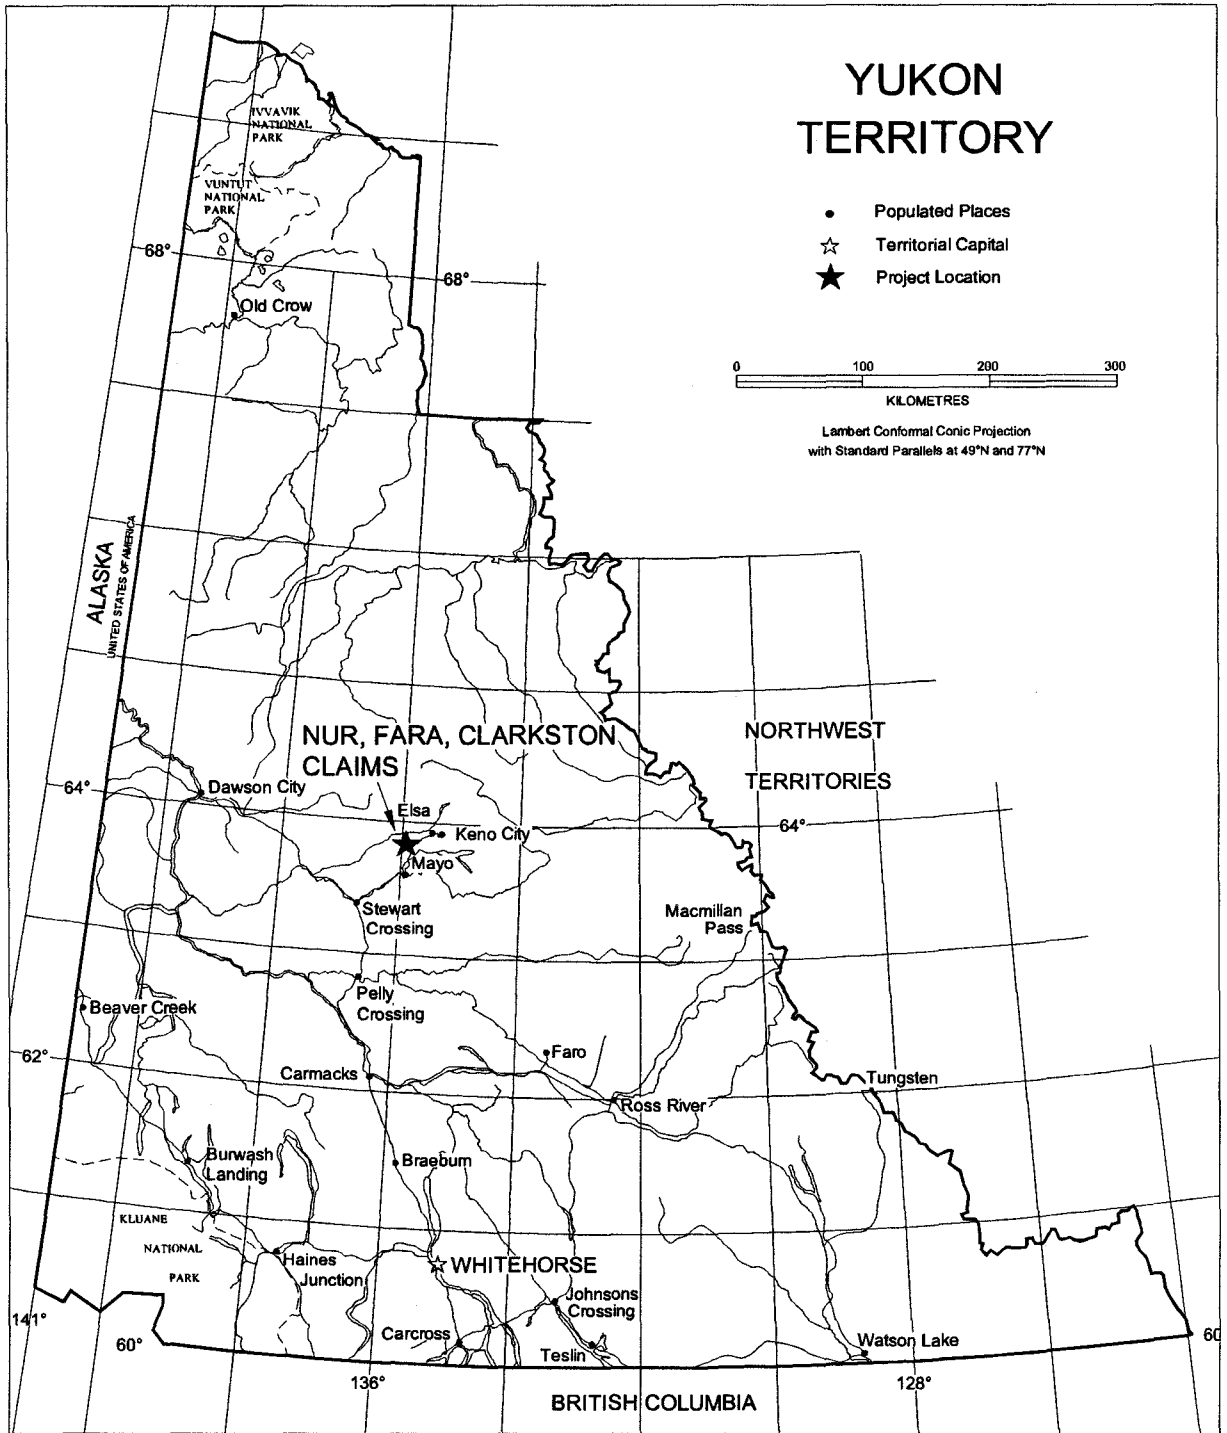 YUKON
TERRITORY
Populated Places
Territorial Capital
Project Location
0 100 200 300
KILOMETRES
Lambert Conformal Conic Projection
with Standard Parallels at 49°N and 77°N
IVVAVIK
NATIONAL
PARK
VUNTUT
NATIONAL
PARK
68°
68°
Old Crow
ALASKA
UNITED STATES OF AMERICA
NUR, FARA, CLARKSTON
CLAIMS
NORTHWEST
TERRITORIES
64°
Dawson City
Elsa
Keno City
64°
Mayo
Stewart
Crossing
Macmillan
Pass
Pelly
Crossing
Beaver Creek
62°
Faro
Carmacks
Tungsten
Ross River
Burwash
Landing
Braeburn
KLUANE
NATIONAL
PARK
Haines
Junction
WHITEHORSE
Johnsons
Crossing
141°
60°
Carcross
Teslin
Watson Lake
60
136°
128°
BRITISH COLUMBIA